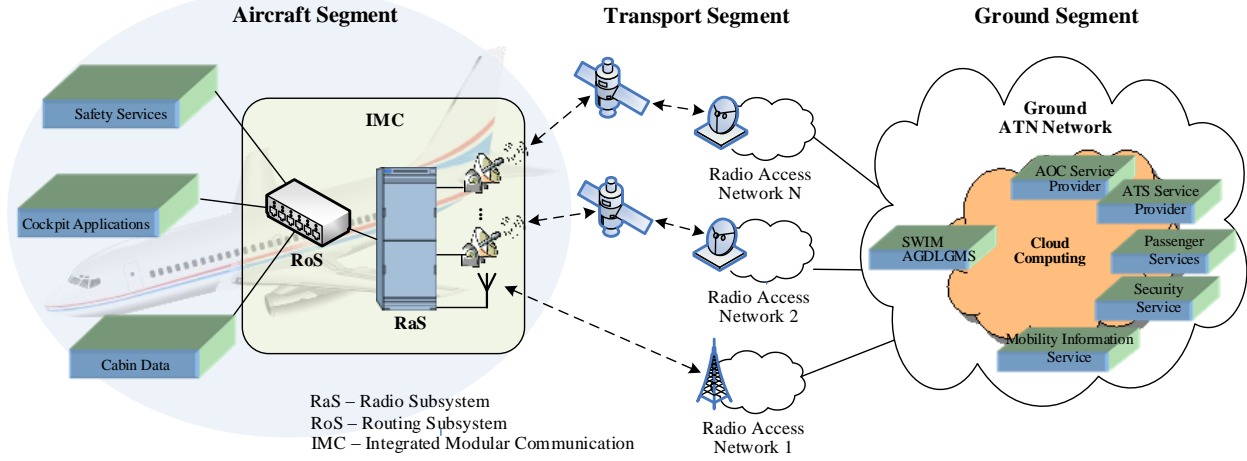 Aircraft Segment
Transport Segment
Ground Segment
Safety Services
Cockpit Applications
Cabin Data
IMC
RoS
RaS
RaS – Radio Subsystem
RoS – Routing Subsystem
IMC – Integrated Modular Communication
Radio Access
Network N
Radio Access
Network 2
Radio Access
Network 1
Ground
ATN Network
AOC Service
Provider
ATS Service
Provider
SWIM
AGDLGMS
Cloud
Computing
Passenger
Services
Security
Service
Mobility Information
Service